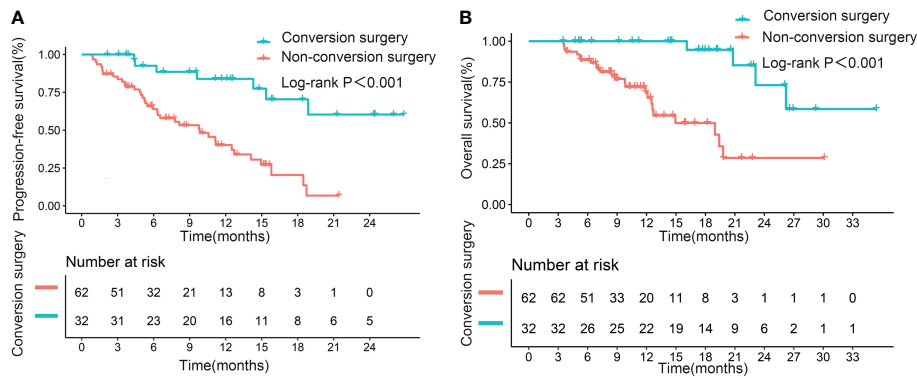 A
Conversion surgery
Non-conversion surgery
Log-rank P＜0.001
Progression-free survival(%)
1.00
0.75
0.50
0.25
0.00
0 3 6 9 12 15 18 21 24
Time(months)
Conversion surgery
Number at risk
62 51 32 21 13 8 3 1 0
32 31 23 20 16 11 8 6 5
0 3 6 9 12 15 18 21 24
Time(months)
B
Conversion surgery
Non-conversion surgery
Log-rank P＜0.001
Overall survival(%)
1.00
0.75
0.50
0.25
0.00
0 3 6 9 12 15 18 21 24 27 30 33
Time(months)
Conversion surgery
Number at risk
62 62 51 33 20 11 8 3 1 1 1 0
32 32 26 25 22 19 14 9 6 2 1 1
0 3 6 9 12 15 18 21 24 27 30 33
Time(months)